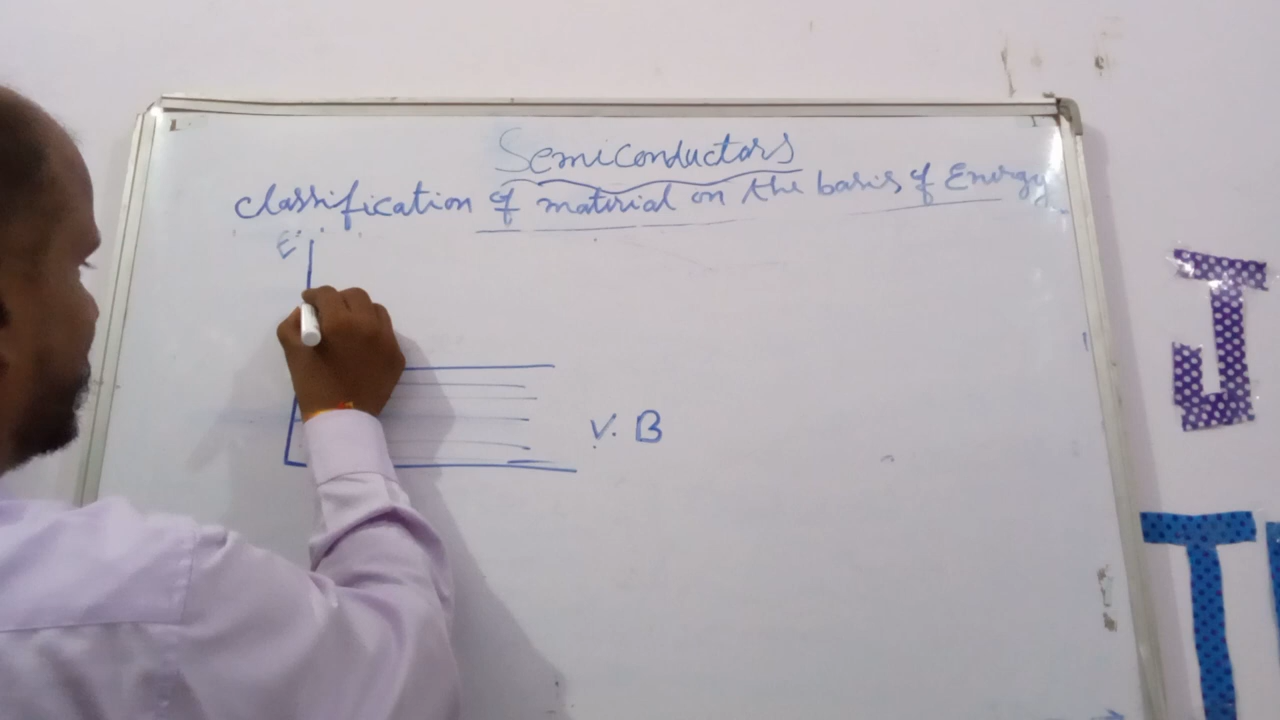 Semiconductors
classification of material on the basis of Energy
E
V. B
J
T